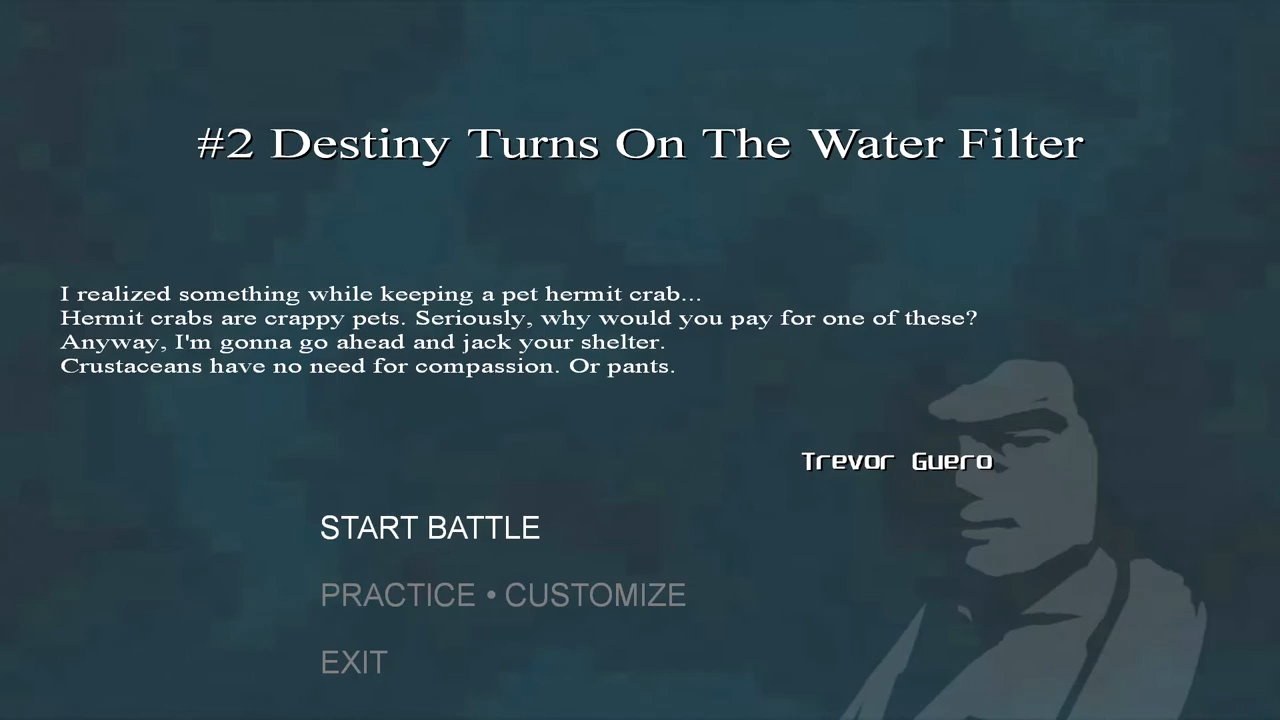 #2 Destiny Turns On The Water Filter
I realized something while keeping a pet hermit crab...
Hermit crabs are crappy pets. Seriously, why would you pay for one of these?
Anyway, I'm gonna go ahead and jack your shelter.
Crustaceans have no need for compassion. Or pants.
Trevor Guero
START BATTLE
PRACTICE • CUSTOMIZE
EXIT